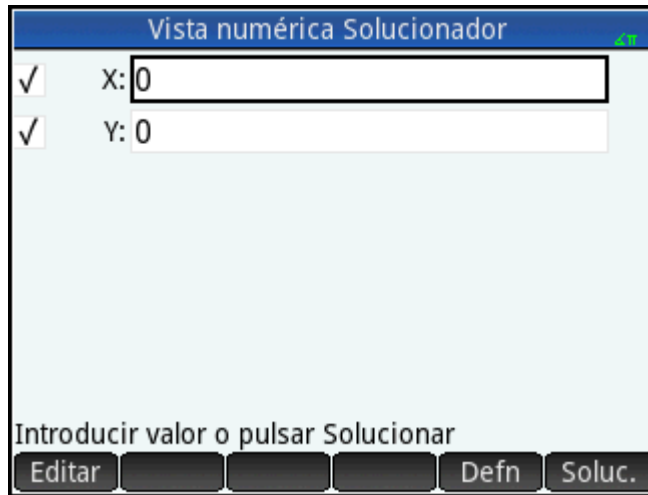 Vista numérica Solucionador
∡π
√ X: 0
√ Y: 0
Introducir valor o pulsar Solucionar
Editar Defn Soluc.